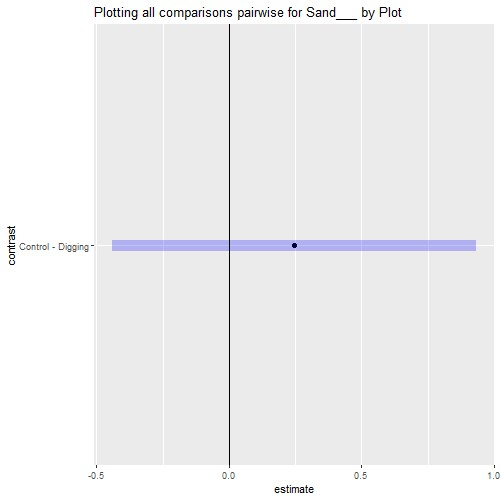 Plotting all comparisons pairwise for Sand___ by Plot
contrast
Control - Digging
-0.5 0.0 0.5 1.0
estimate